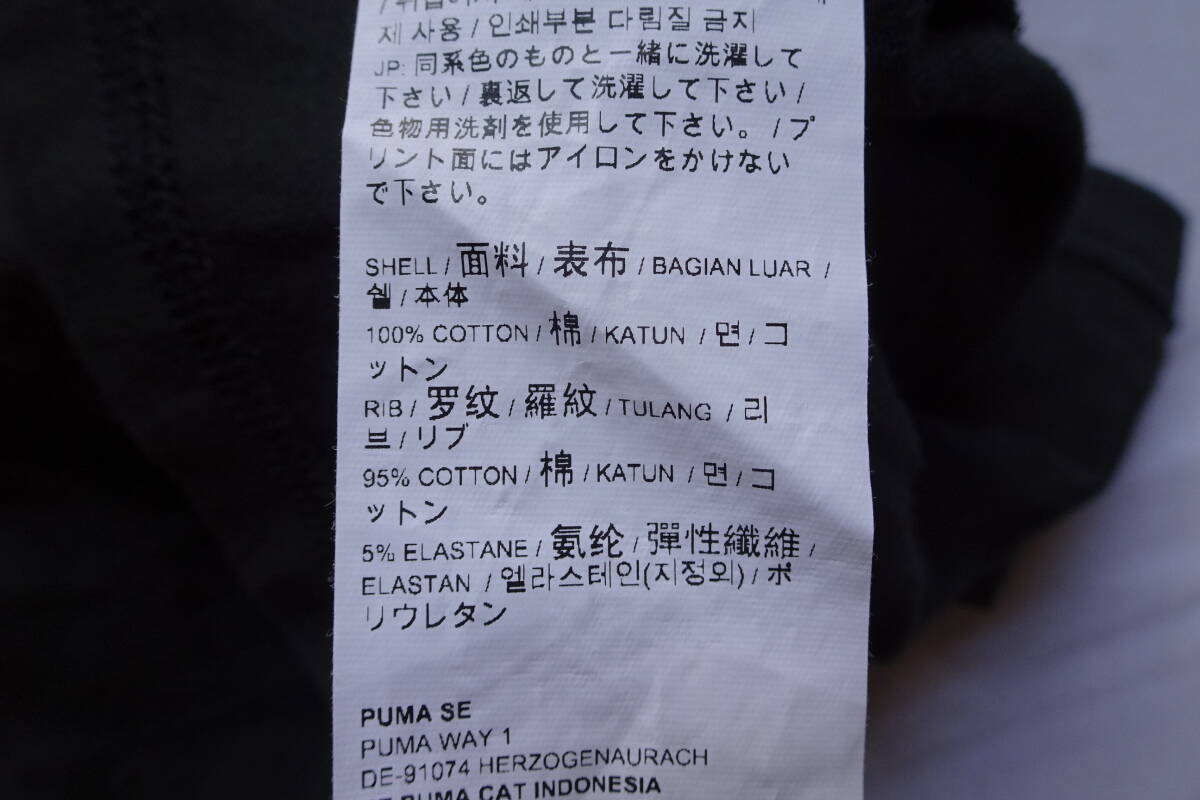 제 사용 / 인쇄부분 다림질 금지
JP: 同系色のものと一緒に洗濯して
下さい / 裏返して洗濯して下さい /
色物用洗剤を使用して下さい。 / プ
リント面にはアイロンをかけない
で下さい。
SHELL / 面料 / 表布 / BAGIAN LUAR /
쉘 / 本体
100% COTTON / 棉 / KATUN / 면 / コ
ットン
RIB / 罗纹 / 羅紋 / TULANG / 리
브 / リブ
95% COTTON / 棉 / KATUN / 면 / コ
ットン
5% ELASTANE / 氨纶 / 彈性纖維 /
ELASTAN / 엘라스테인(지정외) / ポ
リウレタン
PUMA SE
PUMA WAY 1
DE-91074 HERZOGENAURACH
PUMA CAT INDONESIA